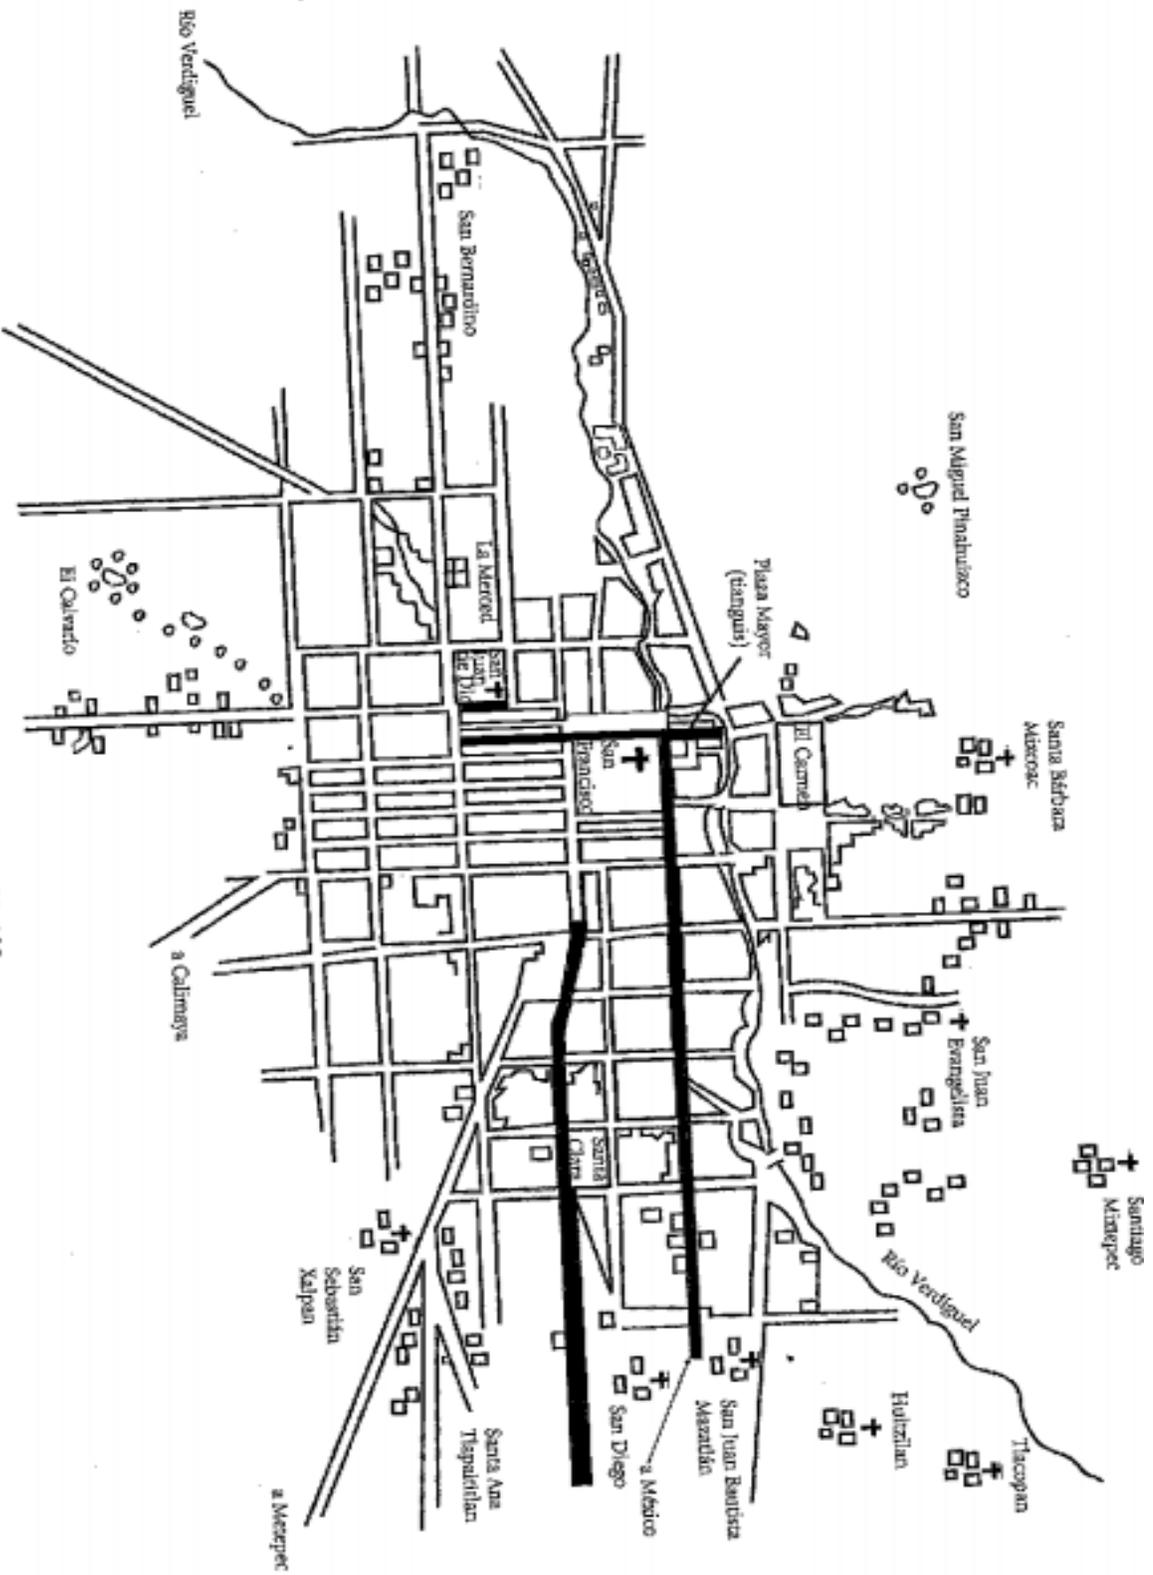 Río Verdiguel
San Bernardino
San Miguel Pinahuizco
Plaza Mayor
(tianguis)
La Merced
San
Juan
de Dio
El Calvario
San
Francisco
El Carmen
Santa Bárbara
Mixcoac
a Calimaya
San Juan
Evangelista
Santiago
Mixtepec
Santa
Clara
Río Verdiguel
San
Sebastián
Xalpan
Santa Ana
Tlapaltitlan
San Diego
a México
San Juan Bautista
Mazatlán
Huitzilan
Tlacopan
a Metepec